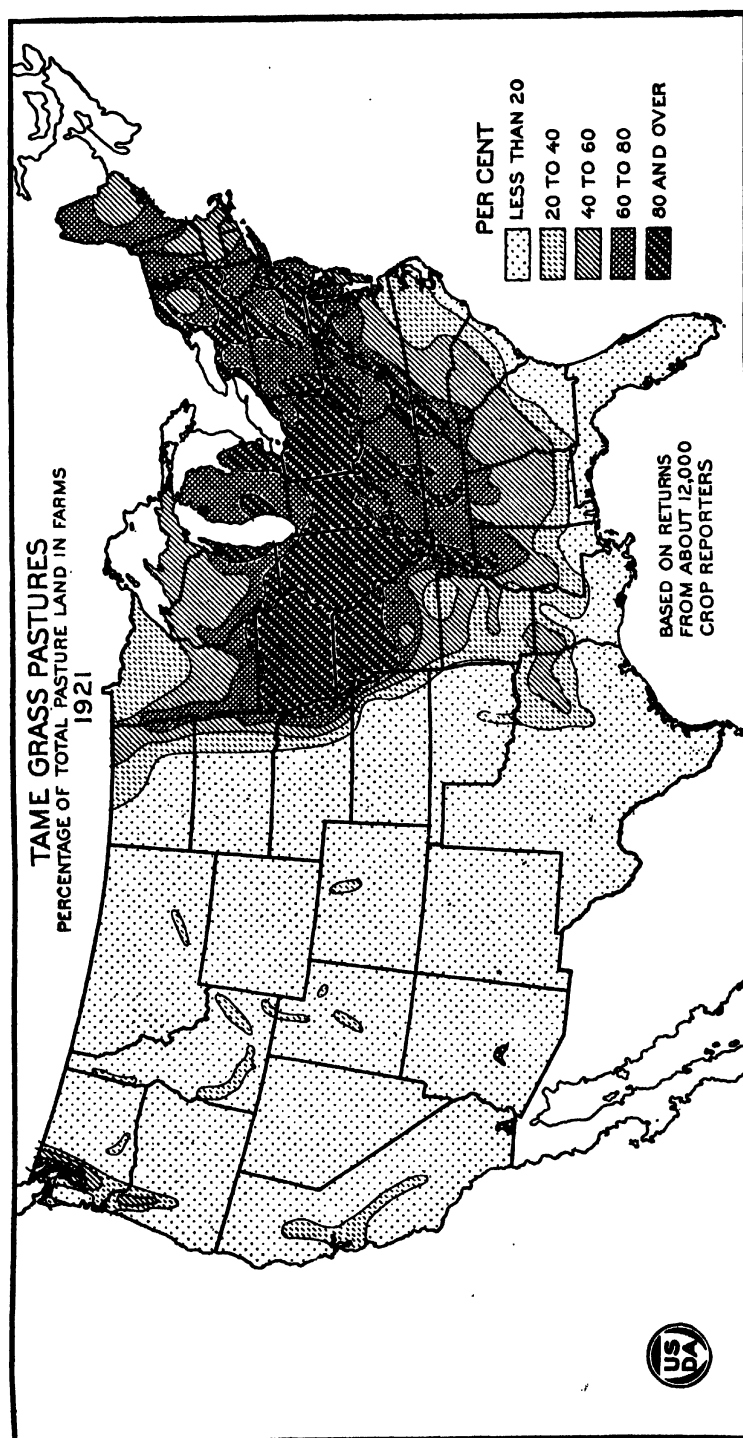 TAME GRASS PASTURES
PERCENTAGE OF TOTAL PASTURE LAND IN FARMS
1921
PER CENT
LESS THAN 20
20 TO 40
40 TO 60
60 TO 80
80 AND OVER
BASED ON RETURNS
FROM ABOUT 12,000
CROP REPORTERS
US
DA